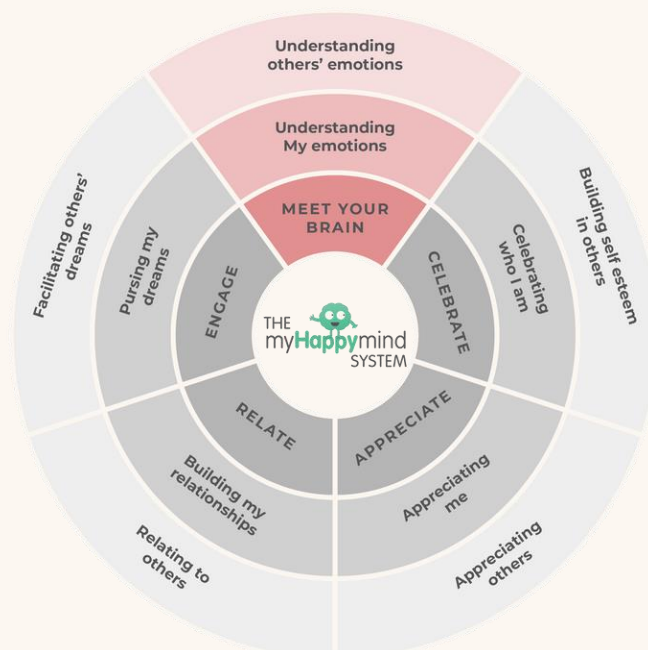 Understanding
others' emotions
Understanding
My emotions
MEET YOUR
BRAIN
Building self esteem
in others
Celebrating
who I am
CELEBRATE
Appreciating
others
Appreciating
me
APPRECIATE
Relating to
others
Building my
relationships
RELATE
Facilitating others'
dreams
Pursing my
dreams
ENGAGE
THE
myHappymind
SYSTEM